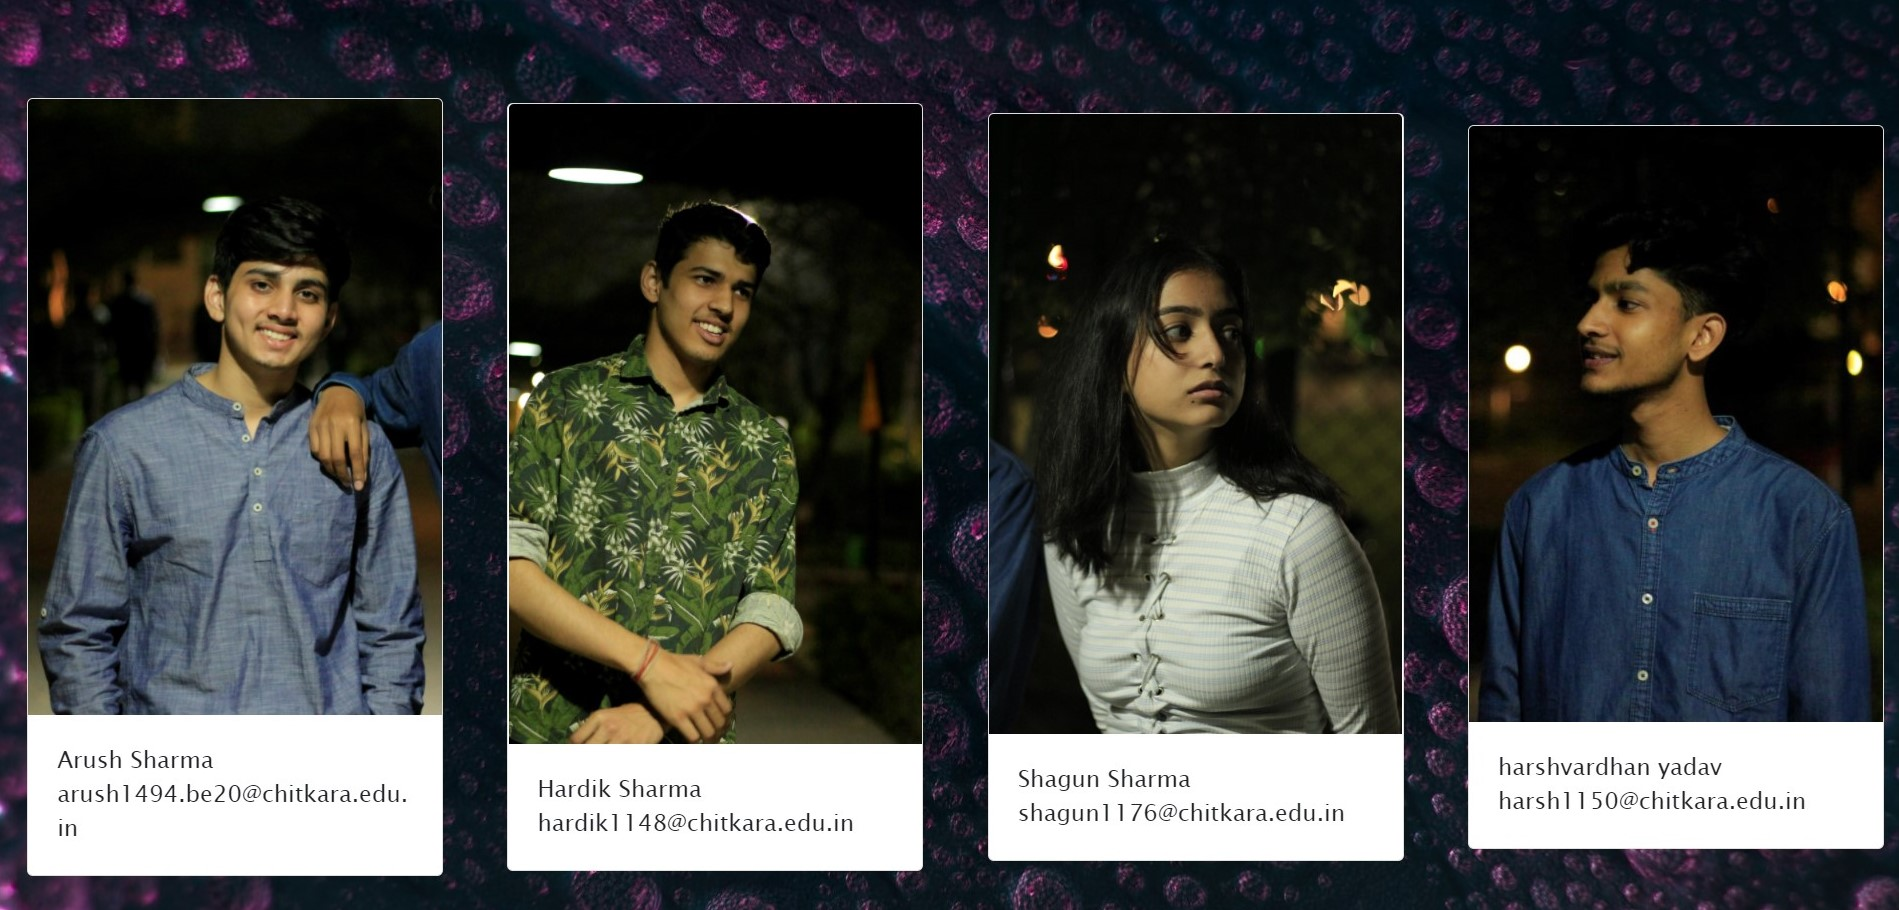 Arush Sharma
arush1494.be20@chitkara.edu.
in
Hardik Sharma
hardik1148@chitkara.edu.in
Shagun Sharma
shagun1176@chitkara.edu.in
harshvardhan yadav
harsh1150@chitkara.edu.in